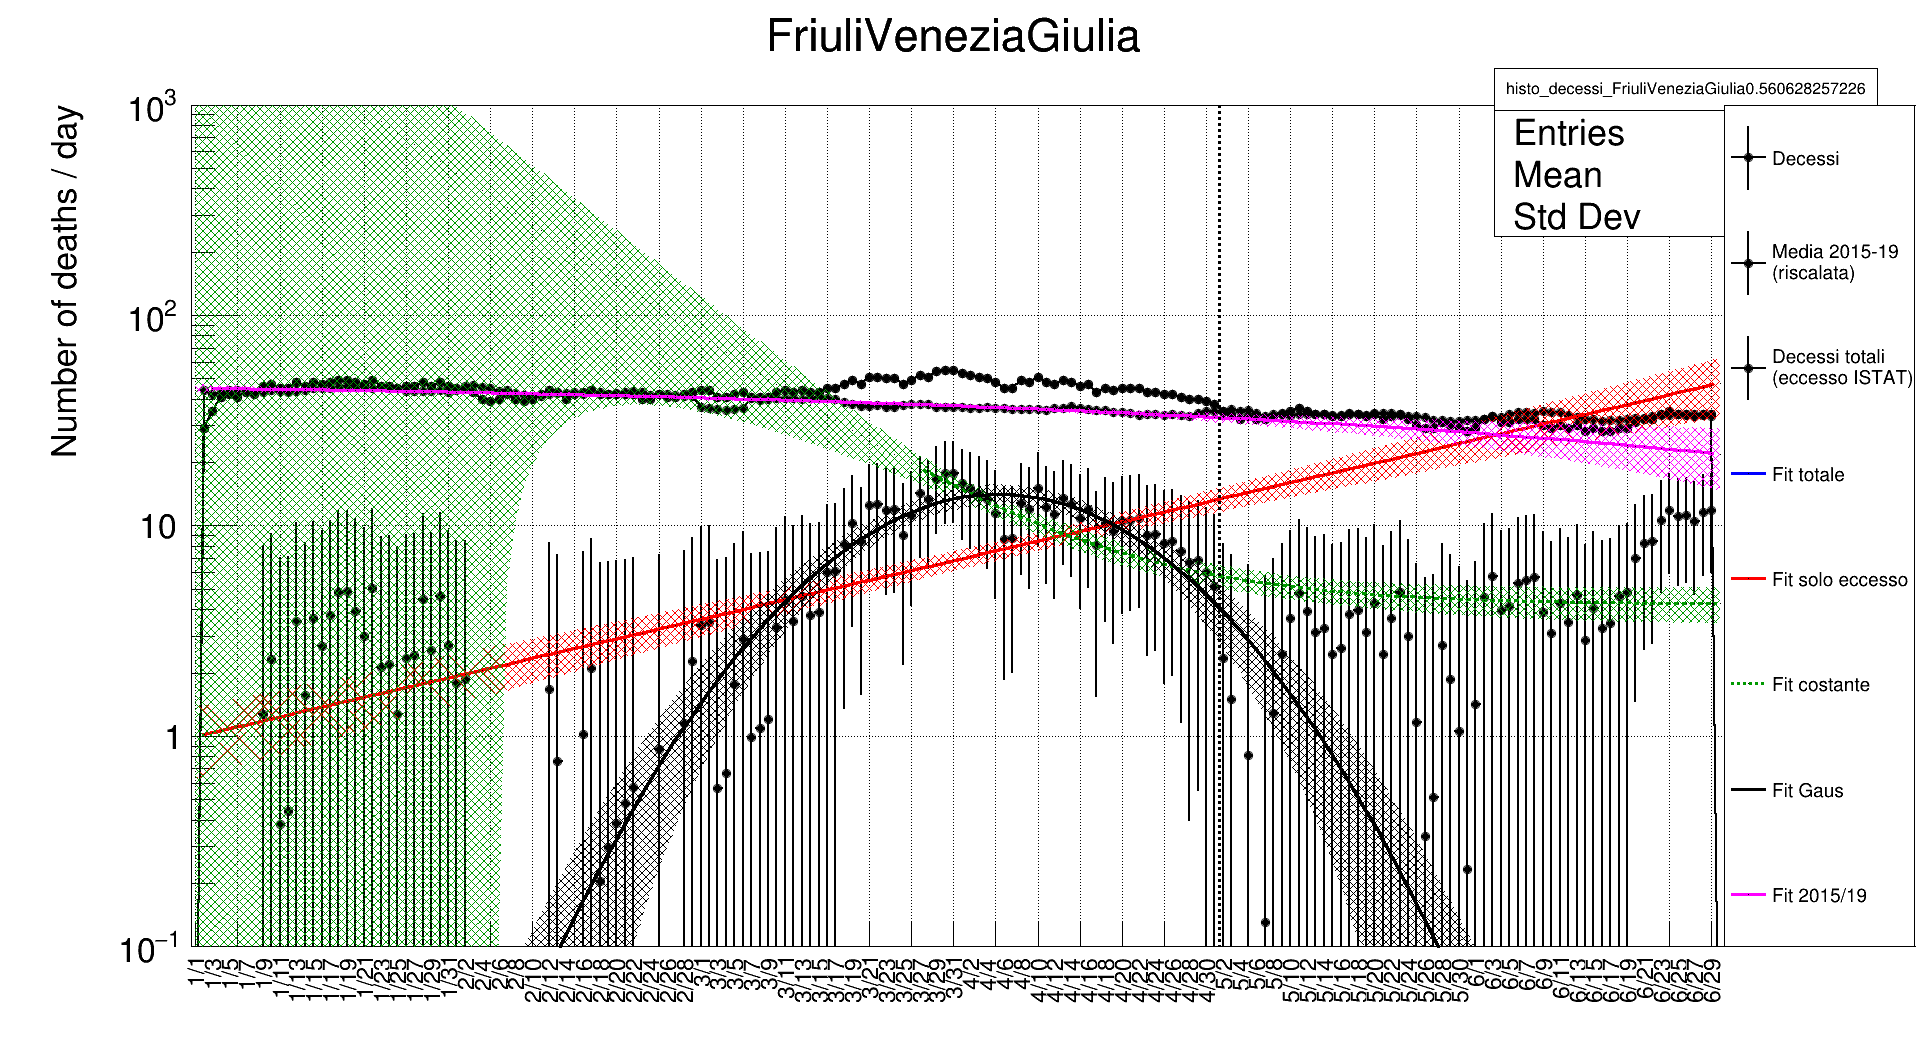 FriuliVeneziaGiulia
histo_decessi_FriuliVeneziaGiulia0.560628257226
Entries
Mean
Std Dev
Number of deaths / day
10³
10²
10
1
10⁻¹
1/1 1/3 1/5 1/7 1/9 1/11 1/13 1/15 1/17 1/19 1/21 1/23 1/25 1/27 1/29 1/31 2/2 2/4 2/6 2/8 2/10 2/12 2/14 2/16 2/18 2/20 2/22 2/24 2/26 2/28 3/1 3/3 3/5 3/7 3/9 3/11 3/13 3/15 3/17 3/19 3/21 3/23 3/25 3/27 3/29 3/31 4/2 4/4 4/6 4/8 4/10 4/12 4/14 4/16 4/18 4/20 4/22 4/24 4/26 4/28 4/30 5/2 5/4 5/6 5/8 5/10 5/12 5/14 5/16 5/18 5/20 5/22 5/24 5/26 5/28 5/30 6/1 6/3 6/5 6/7 6/9 6/11 6/13 6/15 6/17 6/19 6/21 6/23 6/25 6/27 6/29
Decessi
Media 2015-19
(riscalata)
Decessi totali
(eccesso ISTAT)
Fit totale
Fit solo eccesso
Fit costante
Fit Gaus
Fit 2015/19